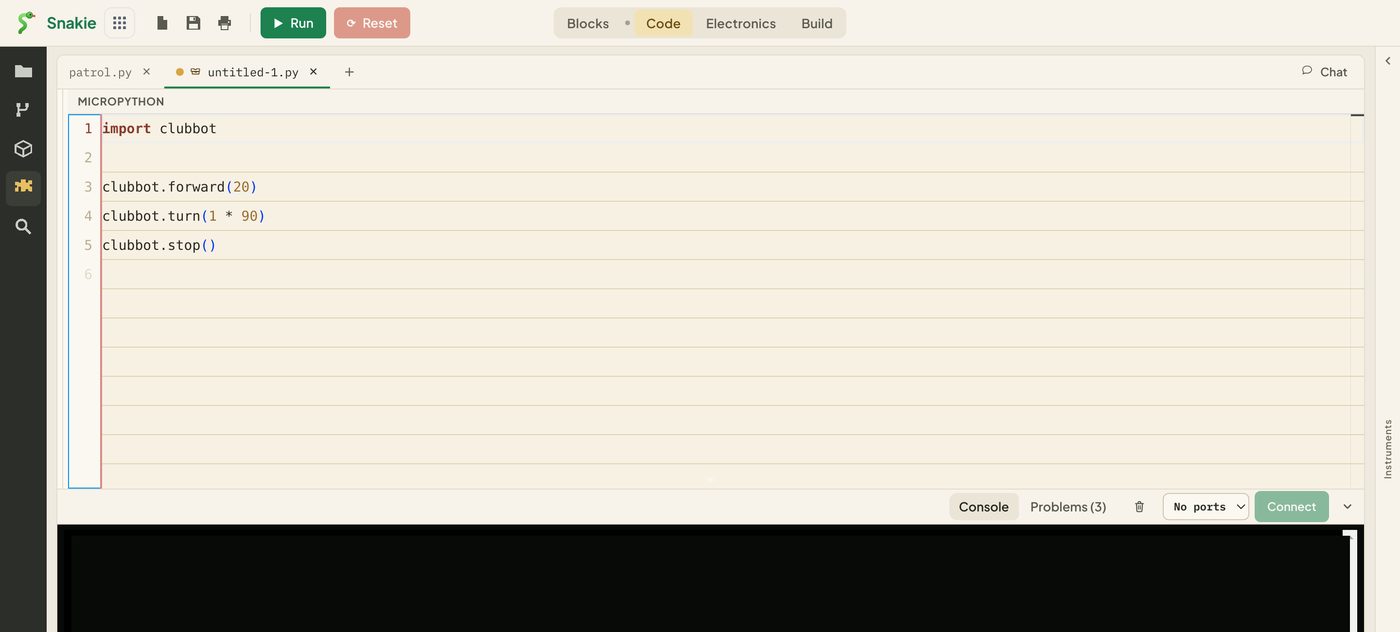 Snakie
Run
Reset
Blocks
Code
Electronics
Build
patrol.py
untitled-1.py
Chat
MICROPYTHON
1 import clubbot
2
3 clubbot.forward(20)
4 clubbot.turn(1 * 90)
5 clubbot.stop()
6
Instruments
Console
Problems (3)
No ports
Connect